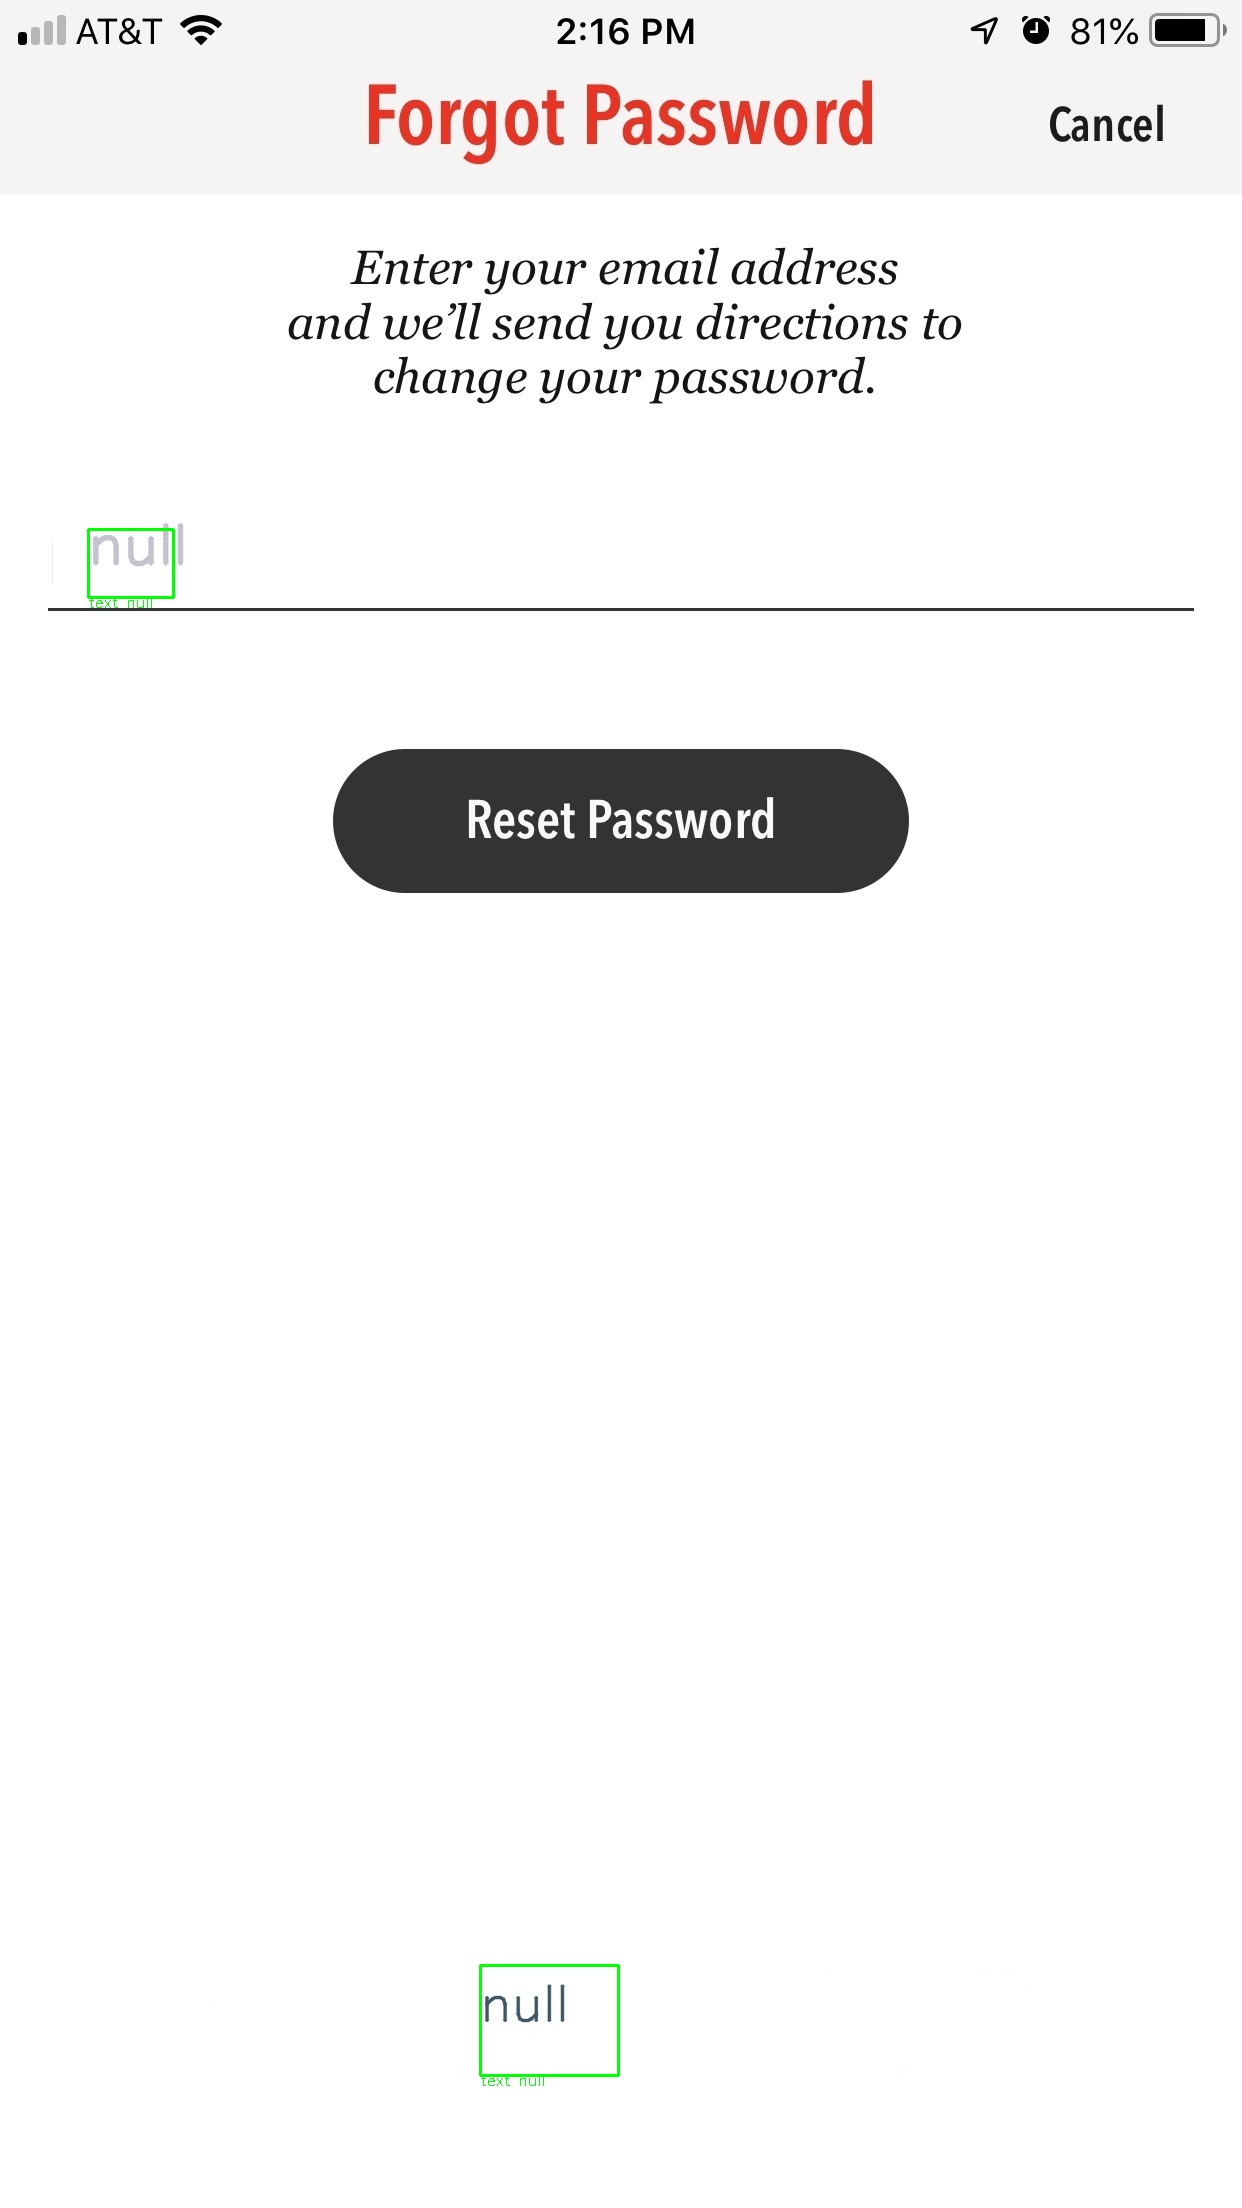 AT&T 2:16 PM 81%
Forgot Password
Cancel
Enter your email address
and we'll send you directions to
change your password.
null
text null
Reset Password
null
text null